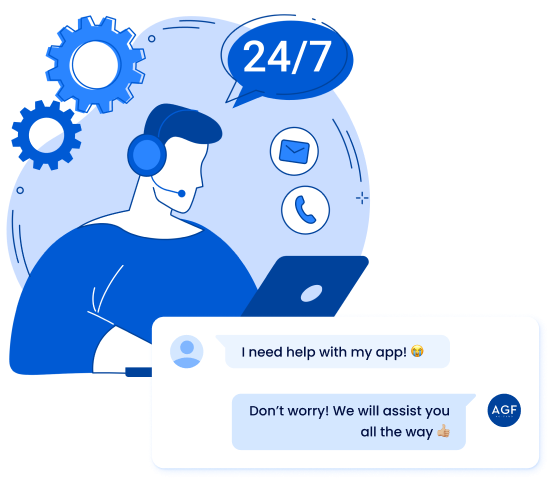 24/7
I need help with my app! 😭
Don't worry! We will assist you
all the way 👍🏼
AGF